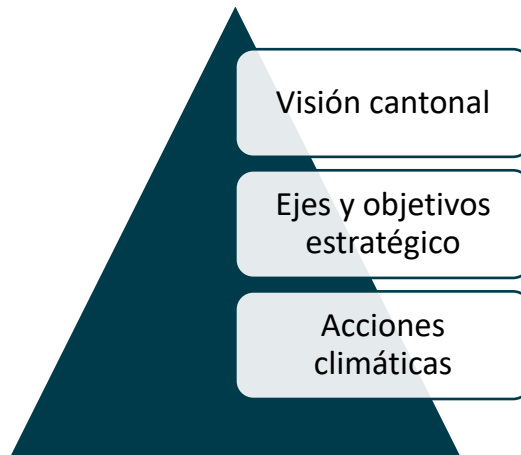 Visión cantonal
Ejes y objetivos
estratégico
Acciones
climáticas